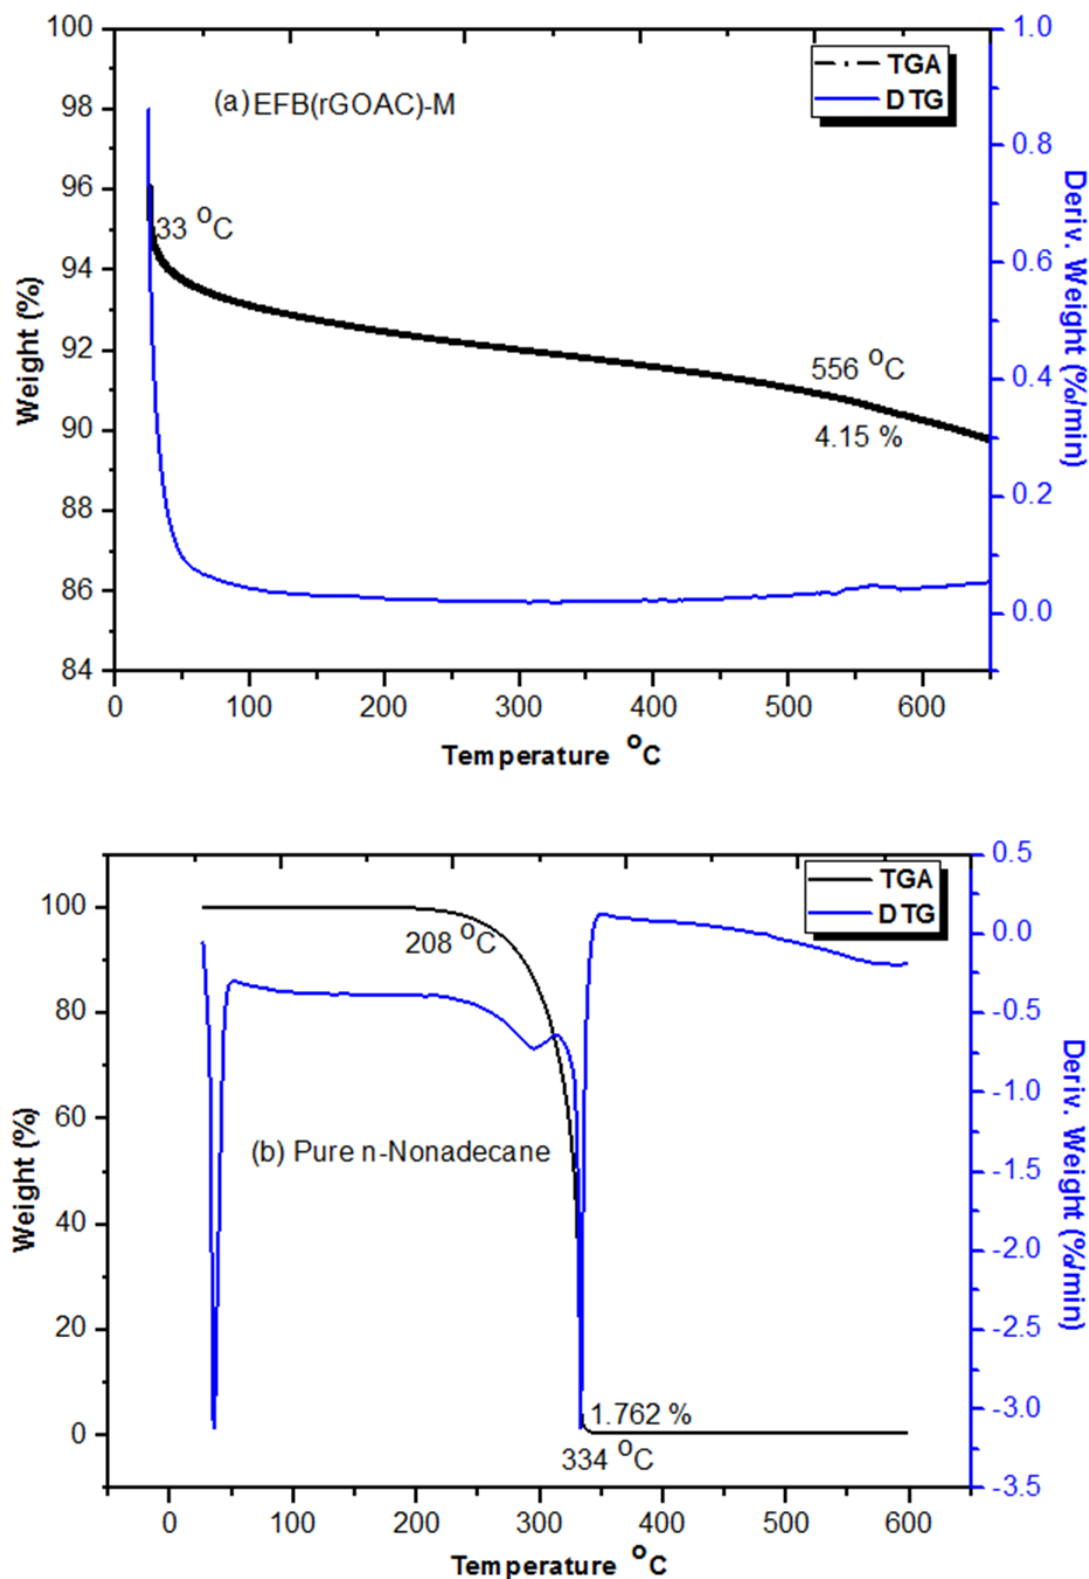 100
98
96
94
92
90
88
86
84
Weight (%)
(a) EFB(rGOAC)-M
TGA
DTG
33 °C
556 °C
4.15 %
1.0
0.8
0.6
0.4
0.2
0.0
Deriv. Weight (%/min)
0 100 200 300 400 500 600
Temperature °C
100
80
60
40
20
0
Weight (%)
TGA
DTG
208 °C
(b) Pure n-Nonadecane
1.762 %
334 °C
0.5
0.0
-0.5
-1.0
-1.5
-2.0
-2.5
-3.0
-3.5
Deriv. Weight (%/min)
0 100 200 300 400 500 600
Temperature °C